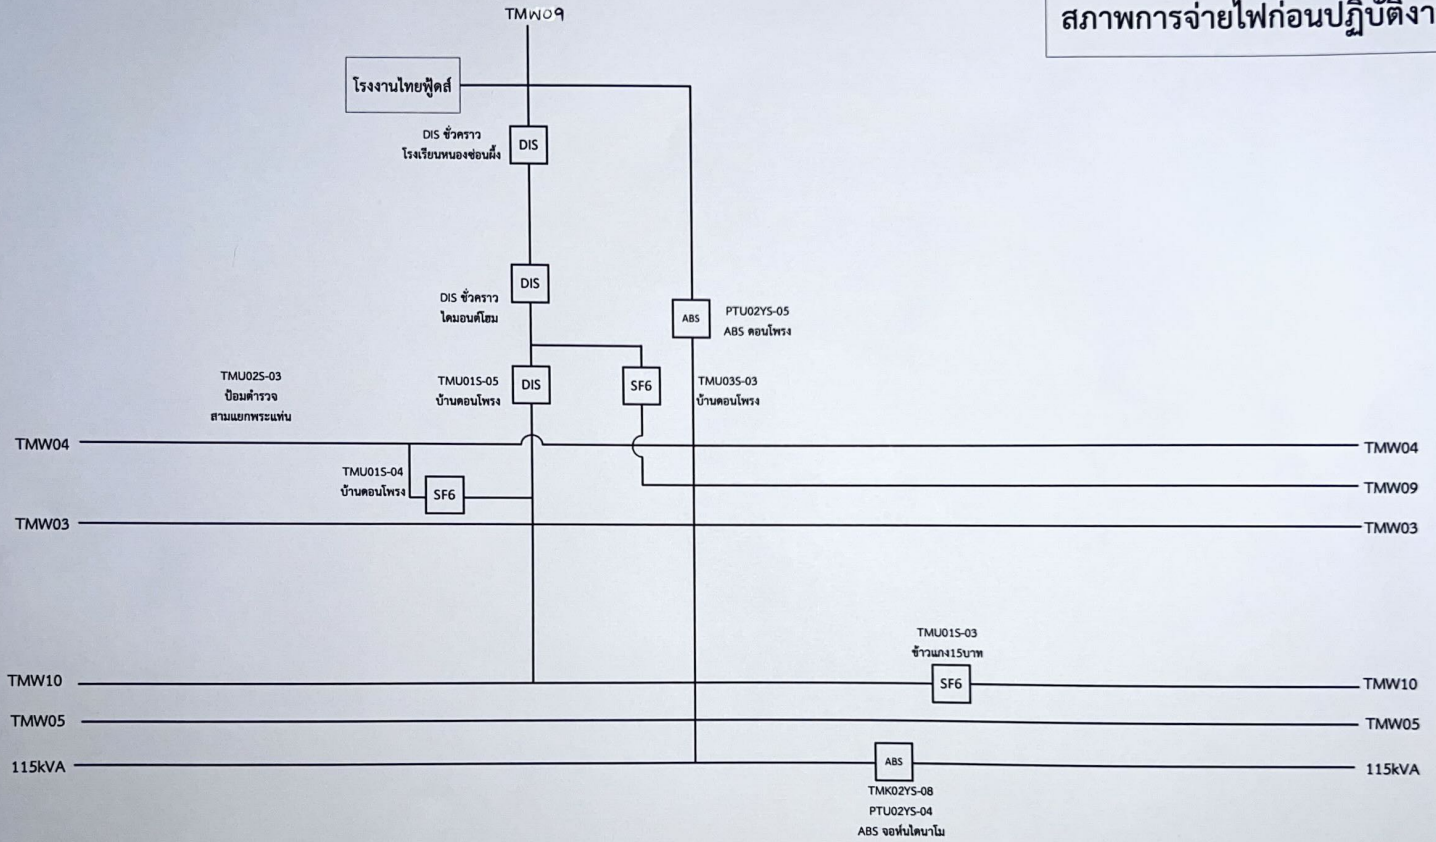 TMW09
สภาพการจ่ายไฟก่อนปฏิบัติงา
โรงงานไทยฟู้ดส์
DIS ชั่วคราว
โรงเรียนหนองซ่อนผึ้ง
DIS
DIS
DIS ชั่วคราว
ไดมอนด์โฮม
ABS
PTU02YS-05
ABS ดอนโพรง
TMU02S-03
ป้อมตำรวจ
สามแยกพระแท่น
TMU01S-05
บ้านดอนโพรง
DIS
SF6
TMU03S-03
บ้านดอนโพรง
TMW04
TMW04
TMU01S-04
บ้านดอนโพรง
SF6
TMW09
TMW03
TMW03
TMU01S-03
ข้าวแกง15บาท
SF6
TMW10
TMW10
TMW05
TMW05
115kVA
ABS
115kVA
TMK02YS-08
PTU02YS-04
ABS จอห์นไดนาโม